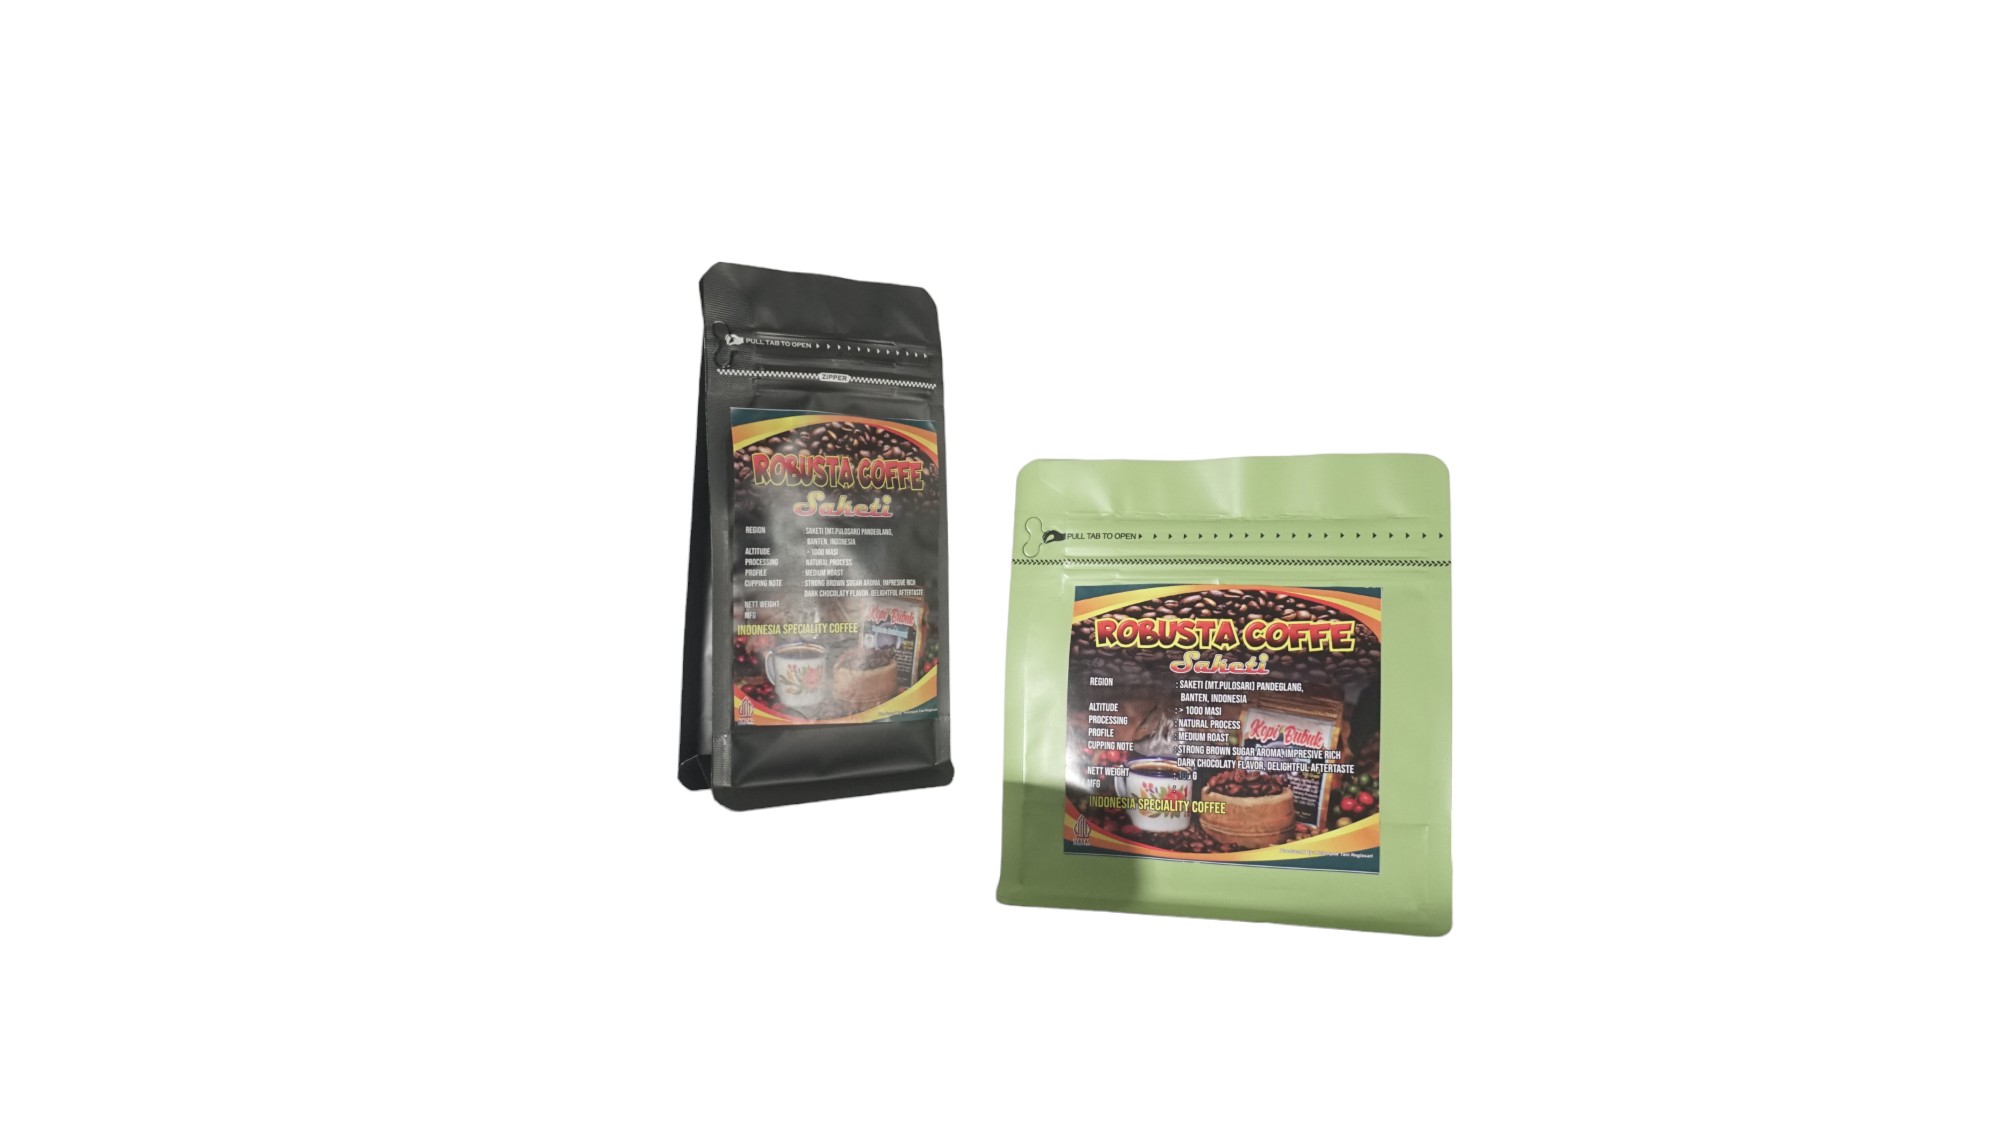 PULL TAB TO OPEN
ZIPPER
ROBUSTA COFFE
Saketi
REGION : SAKETI (MT.PULOSARI) PANDEGLANG,
BANTEN, INDONESIA
ALTITUDE : > 1000 MASI
PROCESSING : NATURAL PROCESS
PROFILE : MEDIUM ROAST
CUPPING NOTE : STRONG BROWN SUGAR AROMA, IMPRESIVE RICH
DARK CHOCOLATY FLAVOR, DELIGHTFUL AFTERTASTE
NETT WEIGHT
MFG
INDONESIA SPECIALITY COFFEE
Kopi Bubuk
PULL TAB TO OPEN
ROBUSTA COFFE
Saketi
REGION : SAKETI (MT.PULOSARI) PANDEGLANG,
BANTEN, INDONESIA
ALTITUDE : > 1000 MASI
PROCESSING : NATURAL PROCESS
PROFILE : MEDIUM ROAST
CUPPING NOTE : STRONG BROWN SUGAR AROMA, IMPRESIVE RICH
DARK CHOCOLATY FLAVOR, DELIGHTFUL AFTERTASTE
NETT WEIGHT : G
MFG
INDONESIA SPECIALITY COFFEE
Kopi Bubuk